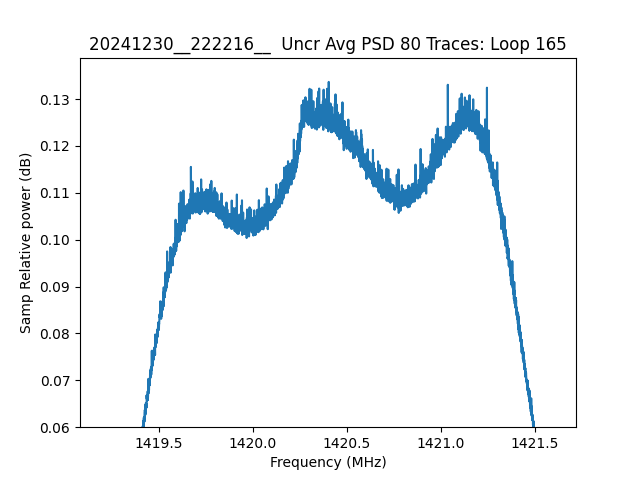 20241230__222216__  Uncr Avg PSD 80 Traces: Loop 165
Samp Relative power (dB)
0.13
0.12
0.11
0.10
0.09
0.08
0.07
0.06
1419.5 1420.0 1420.5 1421.0 1421.5
Frequency (MHz)